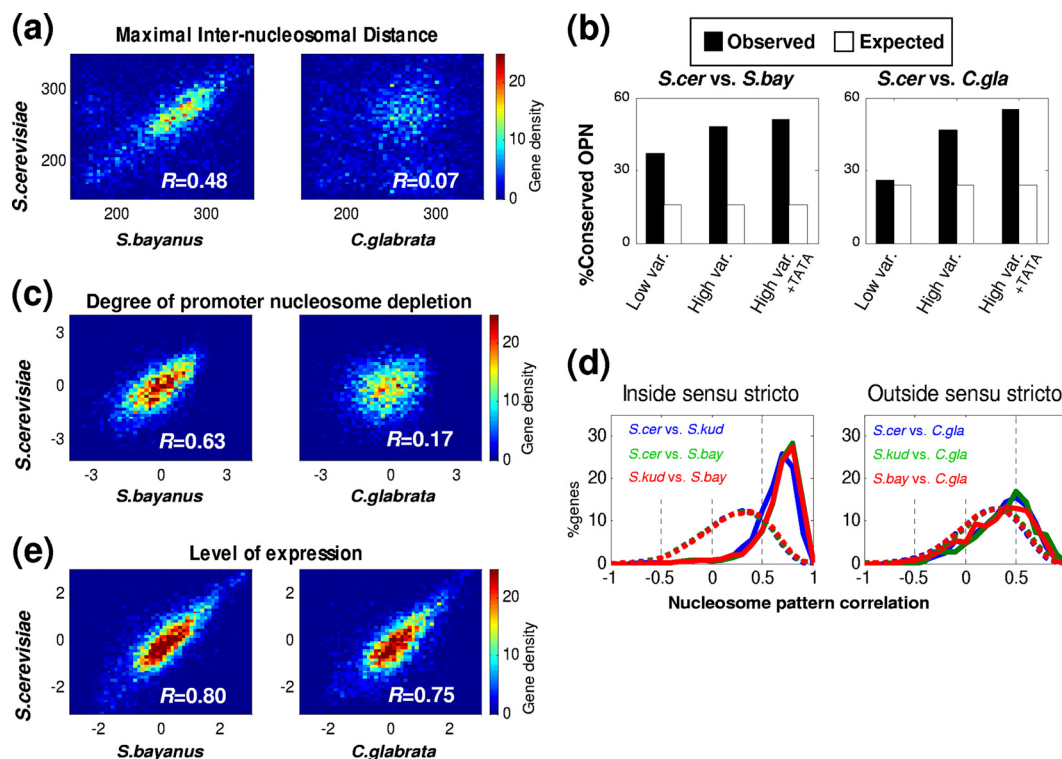 (a)
Maximal Inter-nucleosomal Distance
S.cerevisiae
300
200
R=0.48
200 300
S.bayanus
R=0.07
200 300
C.glabrata
20
10
0
Gene density
(b)
Observed Expected
S.cer vs. S.bay
S.cer vs. C.gla
%Conserved OPN
60
30
0
Low var.
High var.
High var.
+TATA
60
30
0
Low var.
High var.
High var.
+TATA
(c)
Degree of promoter nucleosome depletion
S.cerevisiae
3
0
-3
R=0.63
-3 0 3
S.bayanus
R=0.17
-3 0 3
C.glabrata
20
10
0
Gene density
(d)
Inside sensu stricto
Outside sensu stricto
%genes
30
20
10
0
S.cer vs. S.kud
S.cer vs. S.bay
S.kud vs. S.bay
-1 -0.5 0 0.5 1
30
20
10
0
S.cer vs. C.gla
S.kud vs. C.gla
S.bay vs. C.gla
-1 -0.5 0 0.5
Nucleosome pattern correlation
(e)
Level of expression
S.cerevisiae
2
0
-2
R=0.80
-2 0 2
S.bayanus
2
0
-2
R=0.75
-2 0 2
C.glabrata
20
10
0
Gene density